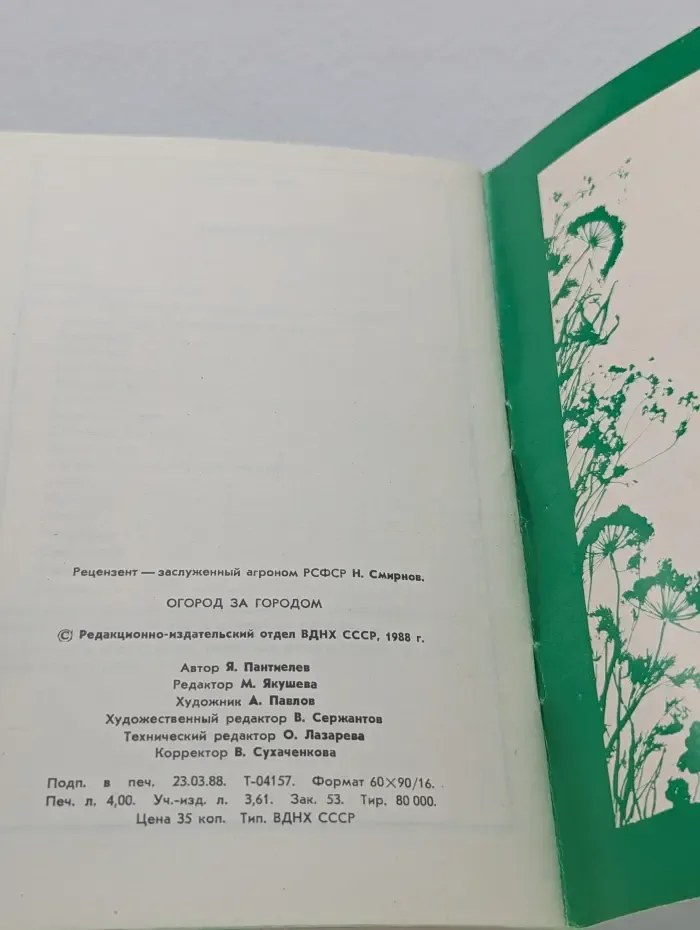 Рецензент — заслуженный агроном РСФСР Н. Смирнов.
ОГОРОД ЗА ГОРОДОМ
© Редакционно-издательский отдел ВДНХ СССР, 1988 г.
Автор Я. Пантиелев
Редактор М. Якушева
Художник А. Павлов
Художественный редактор В. Сержантов
Технический редактор О. Лазарева
Корректор В. Сухаченкова
Подп. в печ. 23.03.88. Т-04157. Формат 60×90/16.
Печ. л. 4,00. Уч.-изд. л. 3,61. Зак. 53. Тир. 80 000.
Цена 35 коп. Тип. ВДНХ СССР